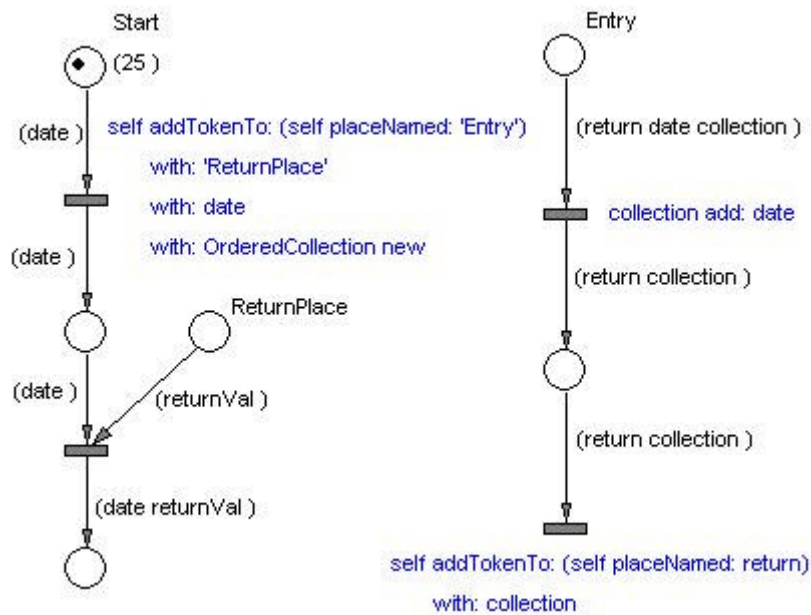 Start
(25 )
(date )
self addTokenTo: (self placeNamed: 'Entry')
with: 'ReturnPlace'
with: date
with: OrderedCollection new
(date )
ReturnPlace
(date )
(returnVal )
(date returnVal )
Entry
(return date collection )
collection add: date
(return collection )
(return collection )
self addTokenTo: (self placeNamed: return)
with: collection